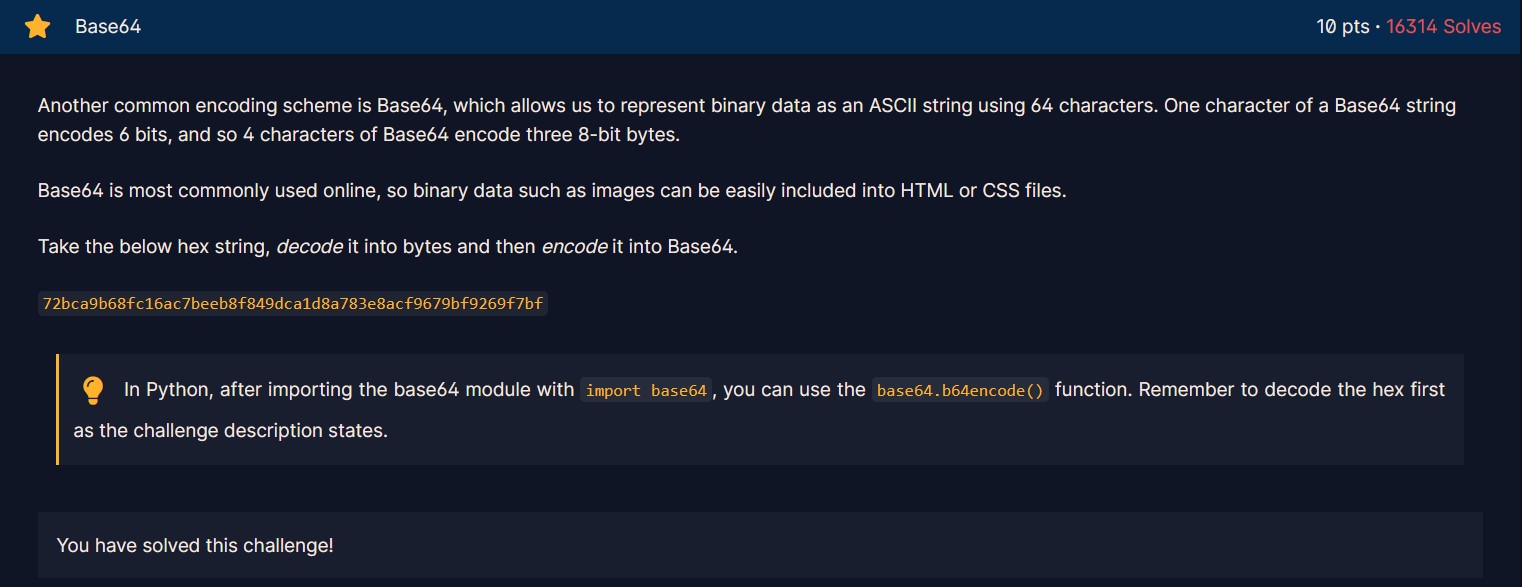 Base64
10 pts · 16314 Solves
Another common encoding scheme is Base64, which allows us to represent binary data as an ASCII string using 64 characters. One character of a Base64 string
encodes 6 bits, and so 4 characters of Base64 encode three 8-bit bytes.
Base64 is most commonly used online, so binary data such as images can be easily included into HTML or CSS files.
Take the below hex string, decode it into bytes and then encode it into Base64.
72bca9b68fc16ac7beeb8f849dca1d8a783e8acf9679bf9269f7bf
In Python, after importing the base64 module with import base64, you can use the base64.b64encode() function. Remember to decode the hex first
as the challenge description states.
You have solved this challenge!